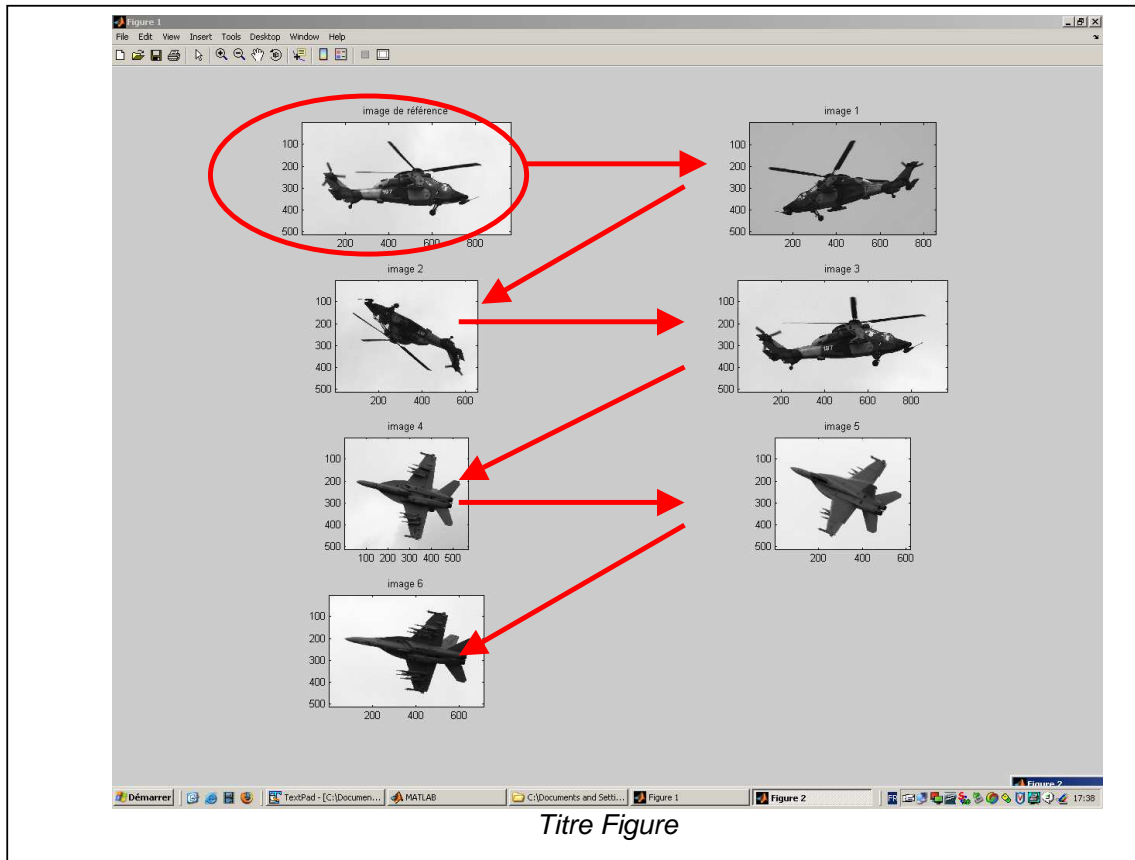 Figure 1
File Edit View Insert Tools Desktop Window Help
image de référence
100
200
300
400
500
200 400 600 800
image 1
100
200
300
400
500
200 400 600 800
image 2
100
200
300
400
500
200 400 600
image 3
100
200
300
400
500
200 400 600 800
image 4
100
200
300
400
500
100 200 300 400 500
image 5
100
200
300
400
500
200 400 600
image 6
100
200
300
400
500
200 400 600
Figure 2
Démarrer TextPad - [C:\Documen... MATLAB C:\Documents and Setti... Figure 1 Figure 2 FR 17:38
Titre Figure